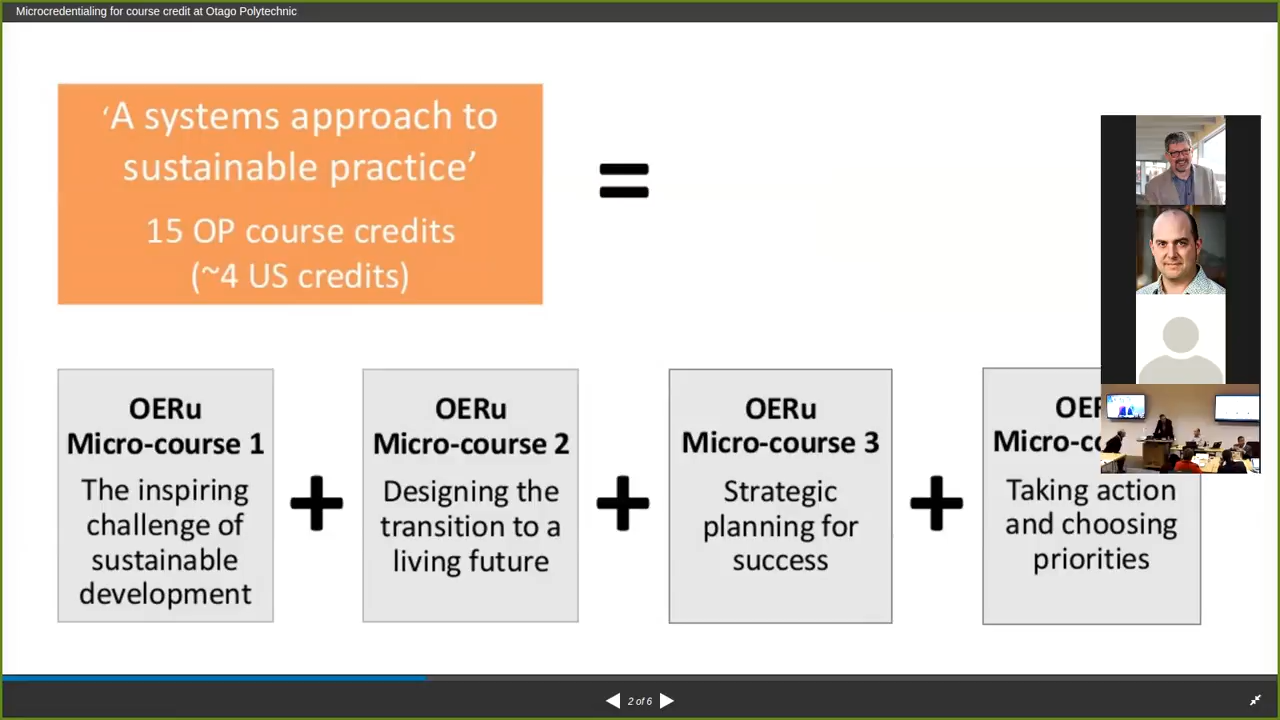 Microcredentialing for course credit at Otago Polytechnic
‘A systems approach to
sustainable practice’
15 OP course credits
(~4 US credits)
=
OERu
Micro-course 1
The inspiring
challenge of
sustainable
development
+
OERu
Micro-course 2
Designing the
transition to a
living future
+
OERu
Micro-course 3
Strategic
planning for
success
+
Taking action
and choosing
priorities
2 of 6